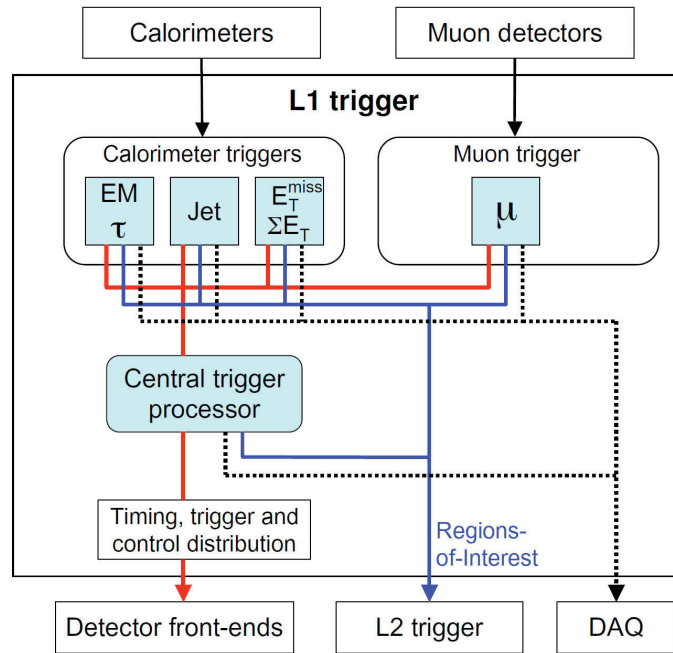 Calorimeters
Muon detectors
L1 trigger
Calorimeter triggers
Muon trigger
EM
τ
Jet
E_T^miss
ΣE_T
μ
Central trigger
processor
Timing, trigger and
control distribution
Regions-
of-Interest
Detector front-ends
L2 trigger
DAQ